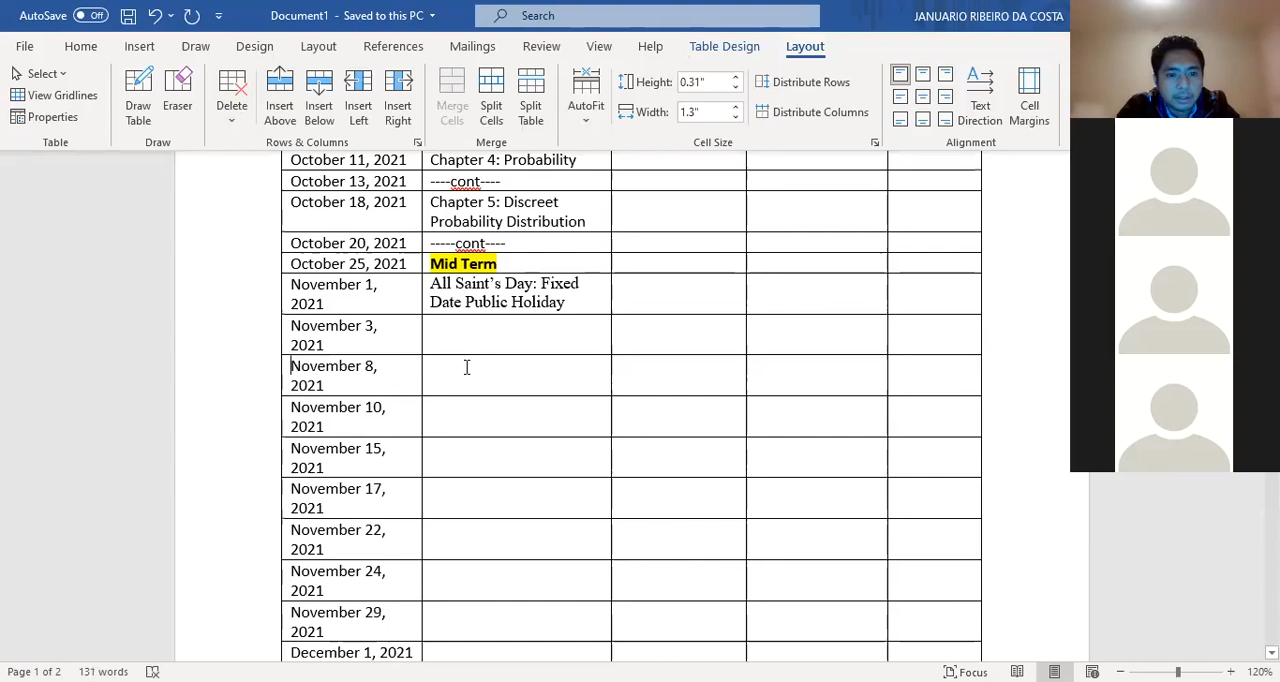 AutoSave Off Document1 - Saved to this PC Search JANUARIO RIBEIRO DA COSTA
File Home Insert Draw Design Layout References Mailings Review View Help Table Design Layout
Select
View Gridlines
Properties
Table
Draw Table
Eraser
Draw
Delete
Insert Above
Insert Below
Insert Left
Insert Right
Rows & Columns
Merge Cells
Split Cells
Split Table
Merge
AutoFit
Height: 0.31"
Width: 1.3"
Distribute Rows
Distribute Columns
Cell Size
Text Direction
Cell Margins
Alignment
October 11, 2021 Chapter 4: Probability
October 13, 2021 ----cont----
October 18, 2021 Chapter 5: Discreet
Probability Distribution
October 20, 2021 -----cont----
October 25, 2021 Mid Term
November 1, All Saint's Day: Fixed
2021 Date Public Holiday
November 3,
2021
November 8,
2021
November 10,
2021
November 15,
2021
November 17,
2021
November 22,
2021
November 24,
2021
November 29,
2021
December 1, 2021
Page 1 of 2 131 words Focus 120%